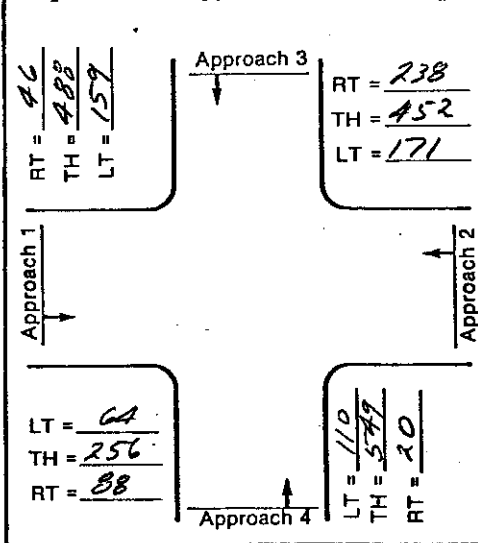 Approach 3
RT = 46
TH = 488
LT = 159
RT = 238
TH = 452
LT = 171
Approach 1
Approach 2
LT = 64
TH = 256
RT = 88
Approach 4
LT = 110
TH = 549
RT = 20